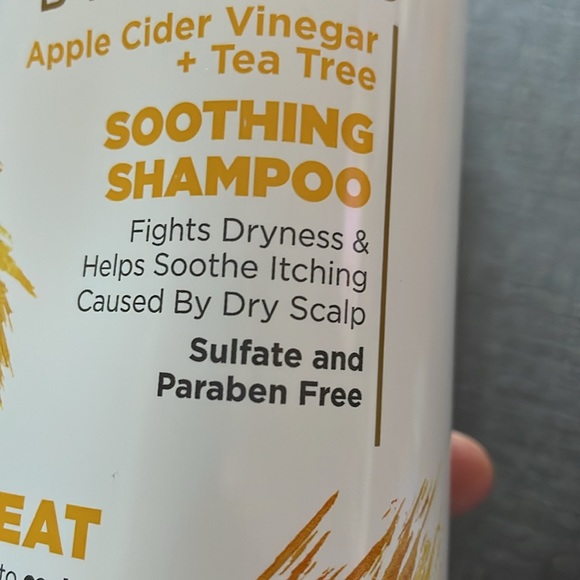 Apple Cider Vinegar
+ Tea Tree
SOOTHING
SHAMPOO
Fights Dryness &
Helps Soothe Itching
Caused By Dry Scalp
Sulfate and
Paraben Free
EAT
to